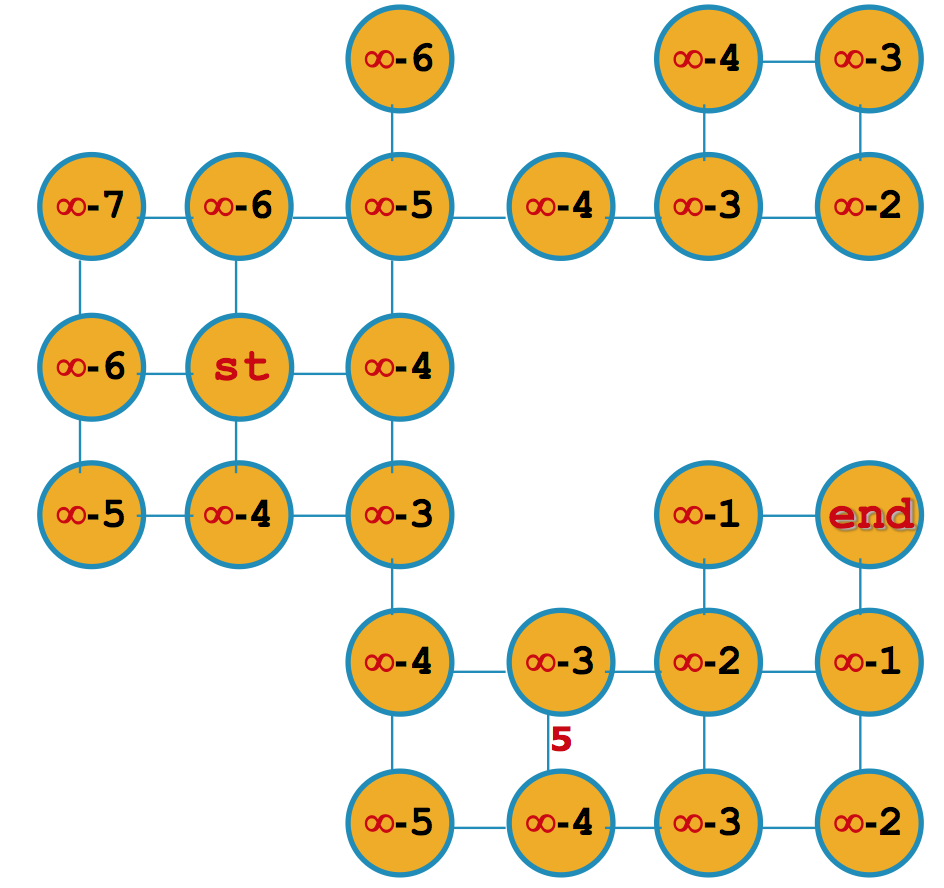 ∞-6 ∞-4 ∞-3
∞-7 ∞-6 ∞-5 ∞-4 ∞-3 ∞-2
∞-6 st ∞-4
∞-5 ∞-4 ∞-3 ∞-1 end
∞-4 ∞-3 ∞-2 ∞-1
5
∞-5 ∞-4 ∞-3 ∞-2